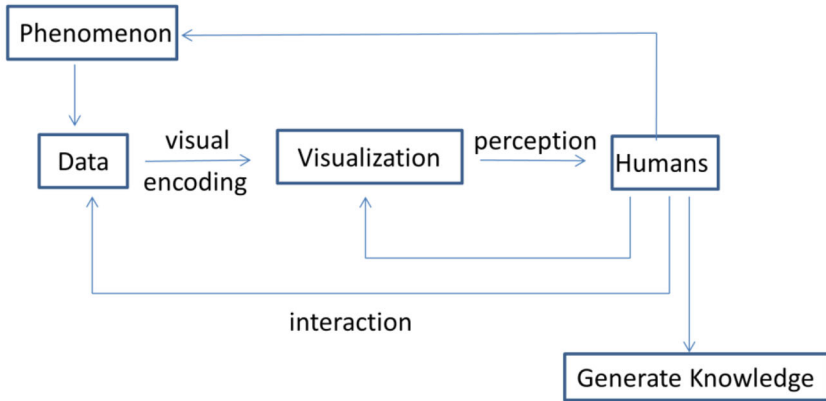 Phenomenon
Data
visual
encoding
Visualization
perception
Humans
interaction
Generate Knowledge